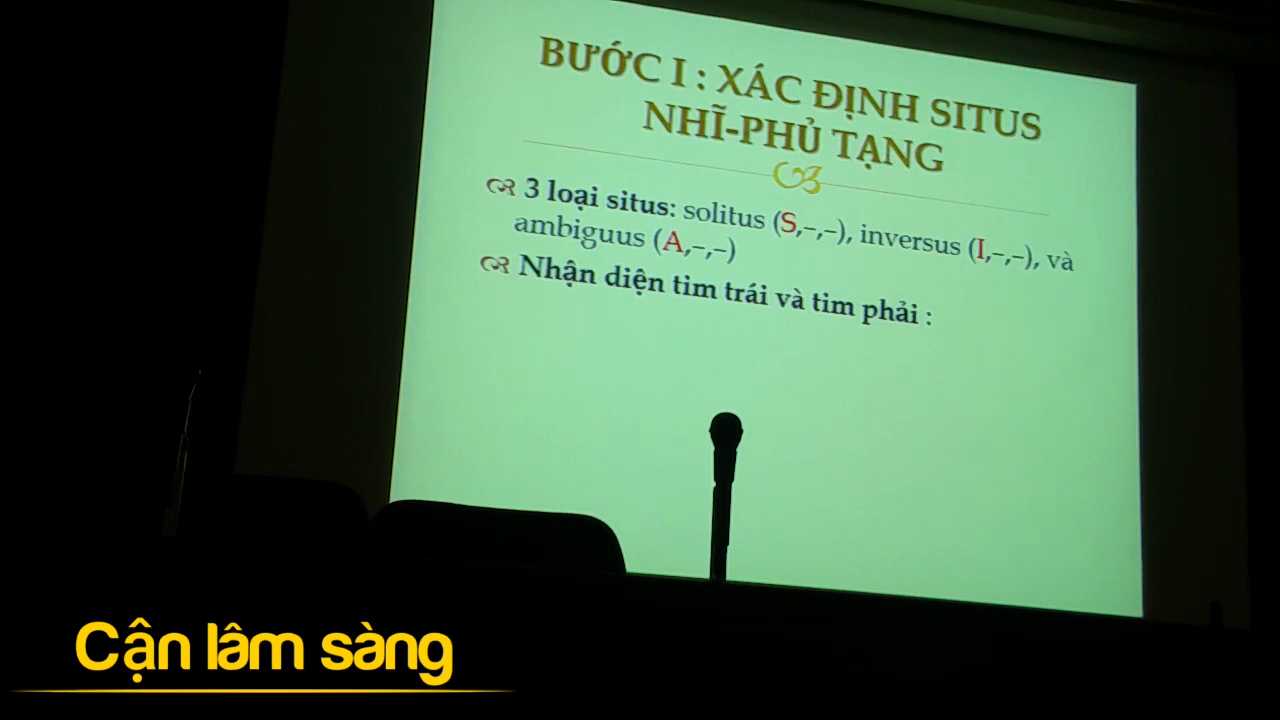 BƯỚC I : XÁC ĐỊNH SITUS
NHĨ-PHỦ TẠNG
3 loại situs: solitus (S,–,–), inversus (I,–,–), và
ambiguus (A,–,–)
Nhận diện tim trái và tim phải :
Cận lâm sàng